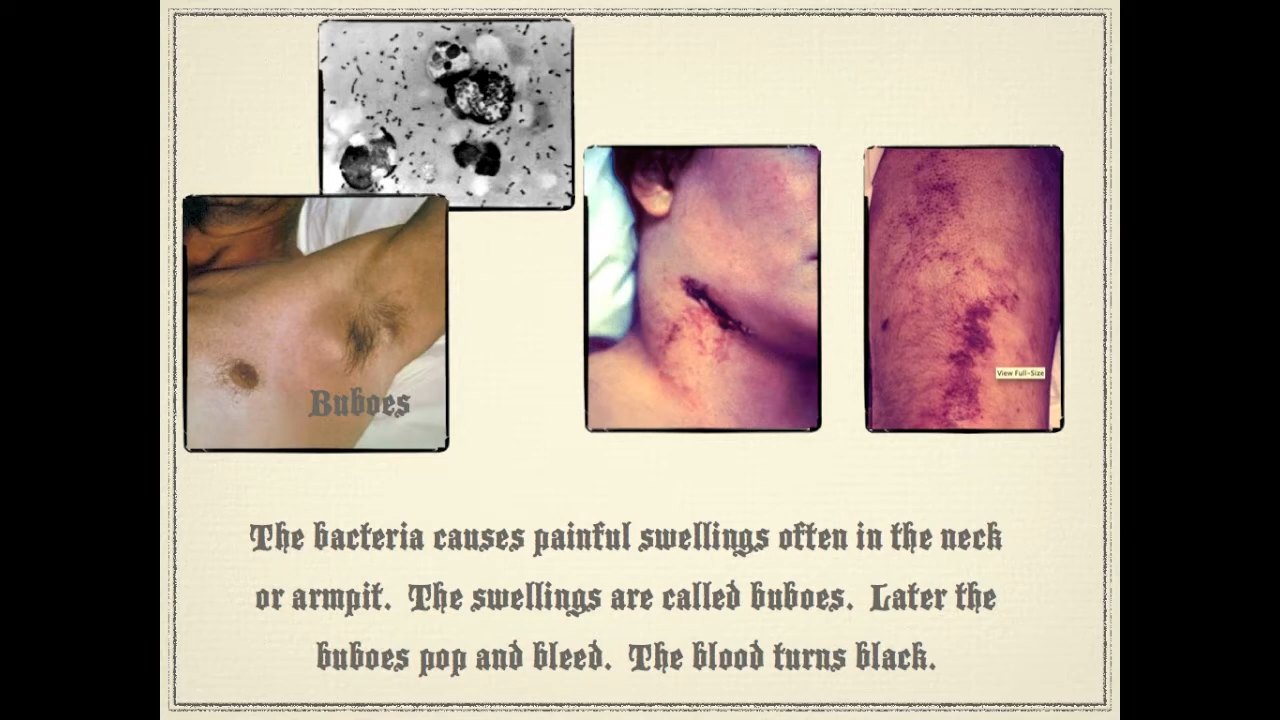 View Full-Size
Buboes
The bacteria causes painful swellings often in the neck
or armpit. The swellings are called buboes. Later the
buboes pop and bleed. The blood turns black.